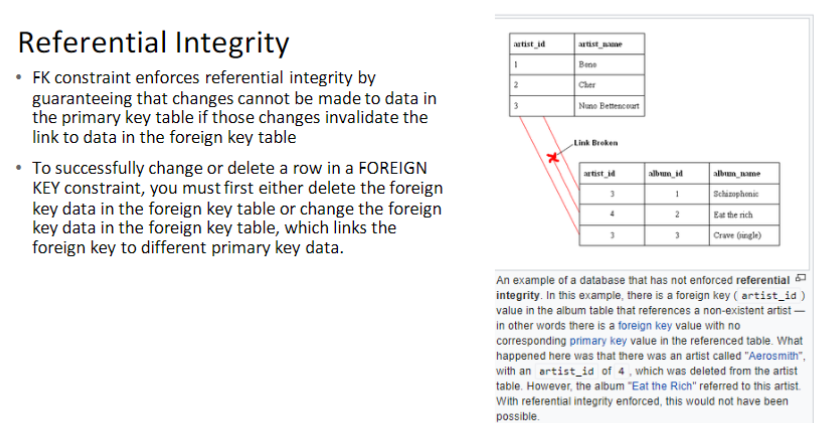 Referential Integrity
• FK constraint enforces referential integrity by
guaranteeing that changes cannot be made to data in
the primary key table if those changes invalidate the
link to data in the foreign key table
• To successfully change or delete a row in a FOREIGN
KEY constraint, you must first either delete the foreign
key data in the foreign key table or change the foreign
key data in the foreign key table, which links the
foreign key to different primary key data.
artist_id artist_name
1 Bono
2 Cher
3 Nuno Bettencourt
Link Broken
artist_id album_id album_name
3 1 Schizophonic
4 2 Eat the rich
3 3 Crave (single)
An example of a database that has not enforced referential
integrity. In this example, there is a foreign key ( artist_id )
value in the album table that references a non-existent artist —
in other words there is a foreign key value with no
corresponding primary key value in the referenced table. What
happened here was that there was an artist called "Aerosmith",
with an artist_id of 4 , which was deleted from the artist
table. However, the album "Eat the Rich" referred to this artist.
With referential integrity enforced, this would not have been
possible.